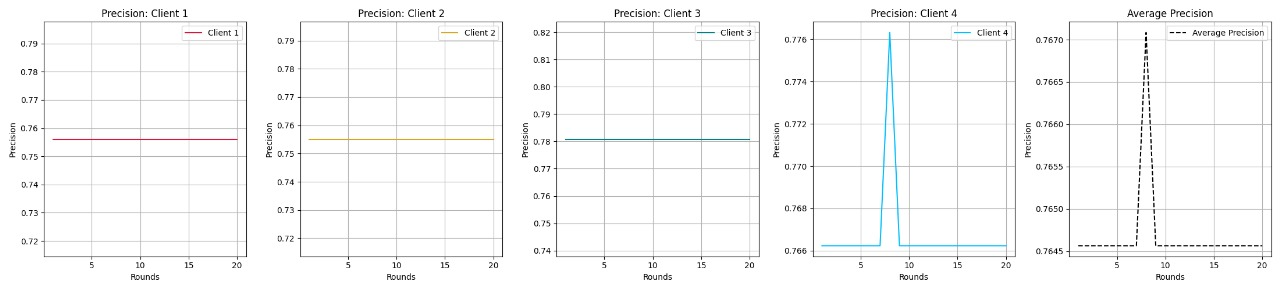 Precision: Client 1
Client 1
Precision
0.79
0.78
0.77
0.76
0.75
0.74
0.73
0.72
5 10 15 20
Rounds
Precision: Client 2
Client 2
Precision
0.79
0.78
0.77
0.76
0.75
0.74
0.73
0.72
5 10 15 20
Rounds
Precision: Client 3
Client 3
Precision
0.82
0.81
0.80
0.79
0.78
0.77
0.76
0.75
0.74
5 10 15 20
Rounds
Precision: Client 4
Client 4
Precision
0.776
0.774
0.772
0.770
0.768
0.766
5 10 15 20
Rounds
Average Precision
Average Precision
Precision
0.7670
0.7665
0.7660
0.7655
0.7650
0.7645
5 10 15 20
Rounds